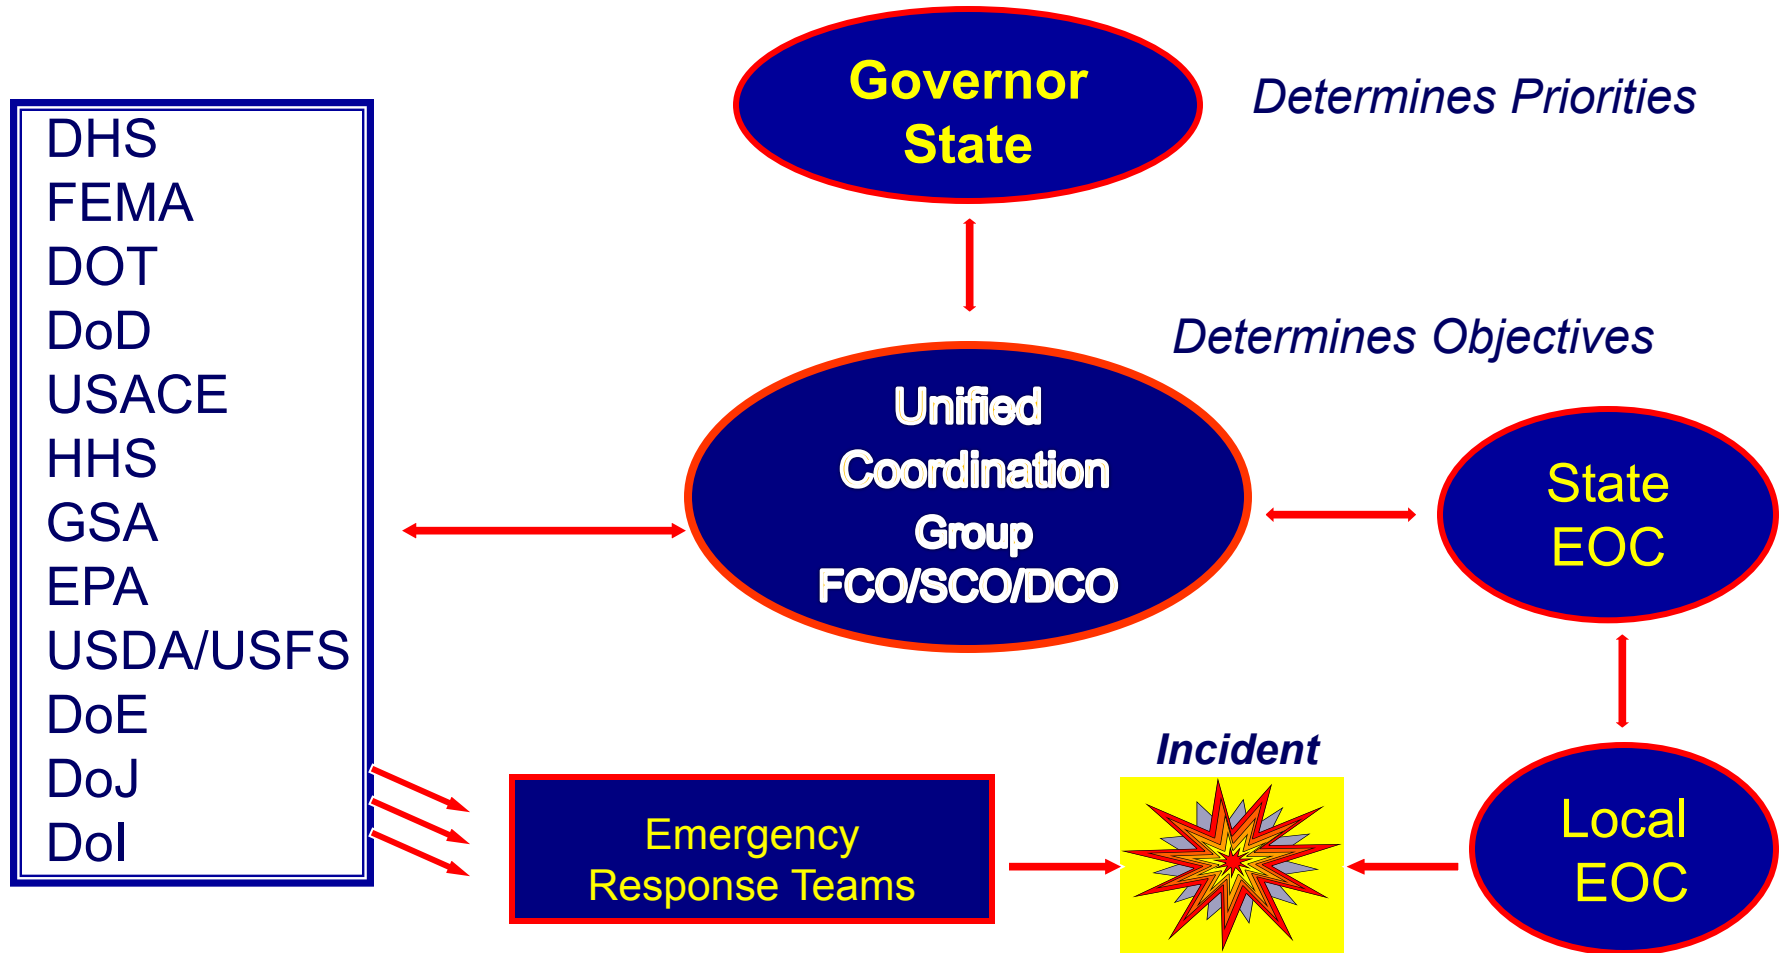 Governor
State
Determines Priorities
DHS
FEMA
DOT
DoD
USACE
HHS
GSA
EPA
USDA/USFS
DoE
DoJ
DoI
Determines Objectives
Unified
Coordination
Group
FCO/SCO/DCO
State
EOC
Emergency
Response Teams
Incident
Local
EOC